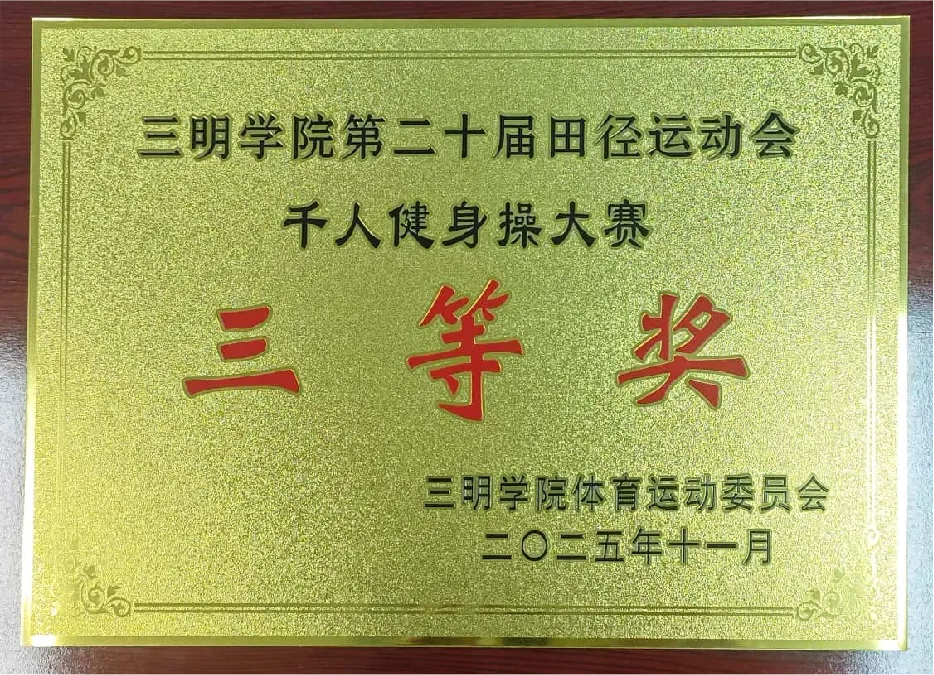 三明学院第二十届田径运动会
千人健身操大赛
三等奖
三明学院体育运动委员会
二〇二五年十一月